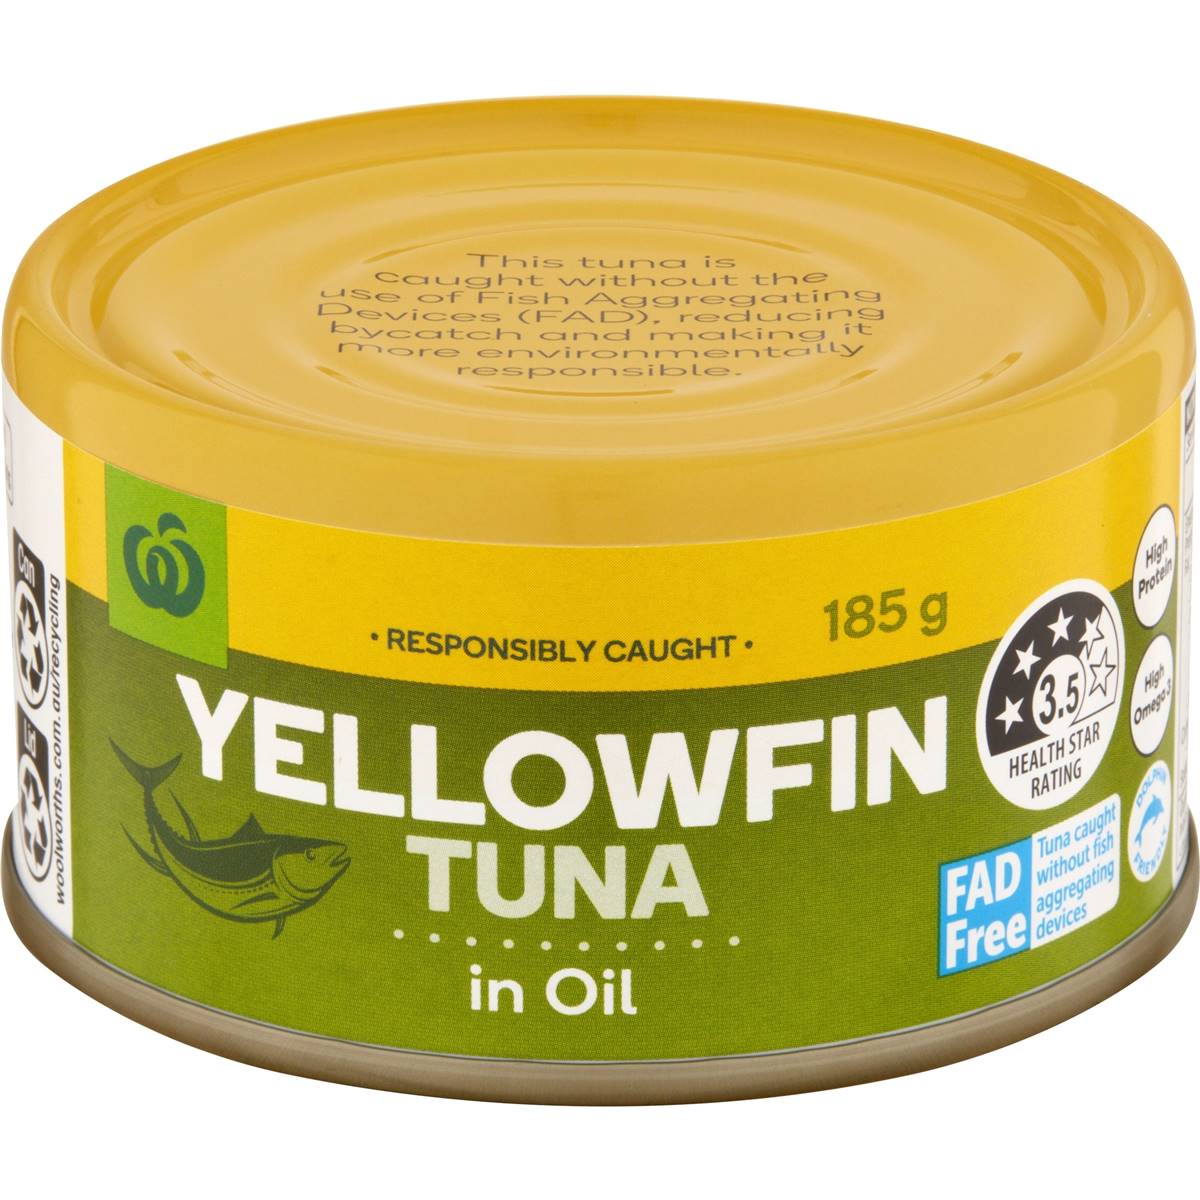 This tuna is
caught without the
use of Fish Aggregating
Devices (FAD), reducing
bycatch and making it
more environmentally
responsible.
• RESPONSIBLY CAUGHT •
185 g
YELLOWFIN
TUNA
in Oil
3.5
HEALTH STAR
RATING
High
Protein
High
Omega 3
DOLPHIN
FRIENDLY
FAD
Free
Tuna caught
without fish
aggregating
devices
Can
Lid
woolworths.com.au/recycling